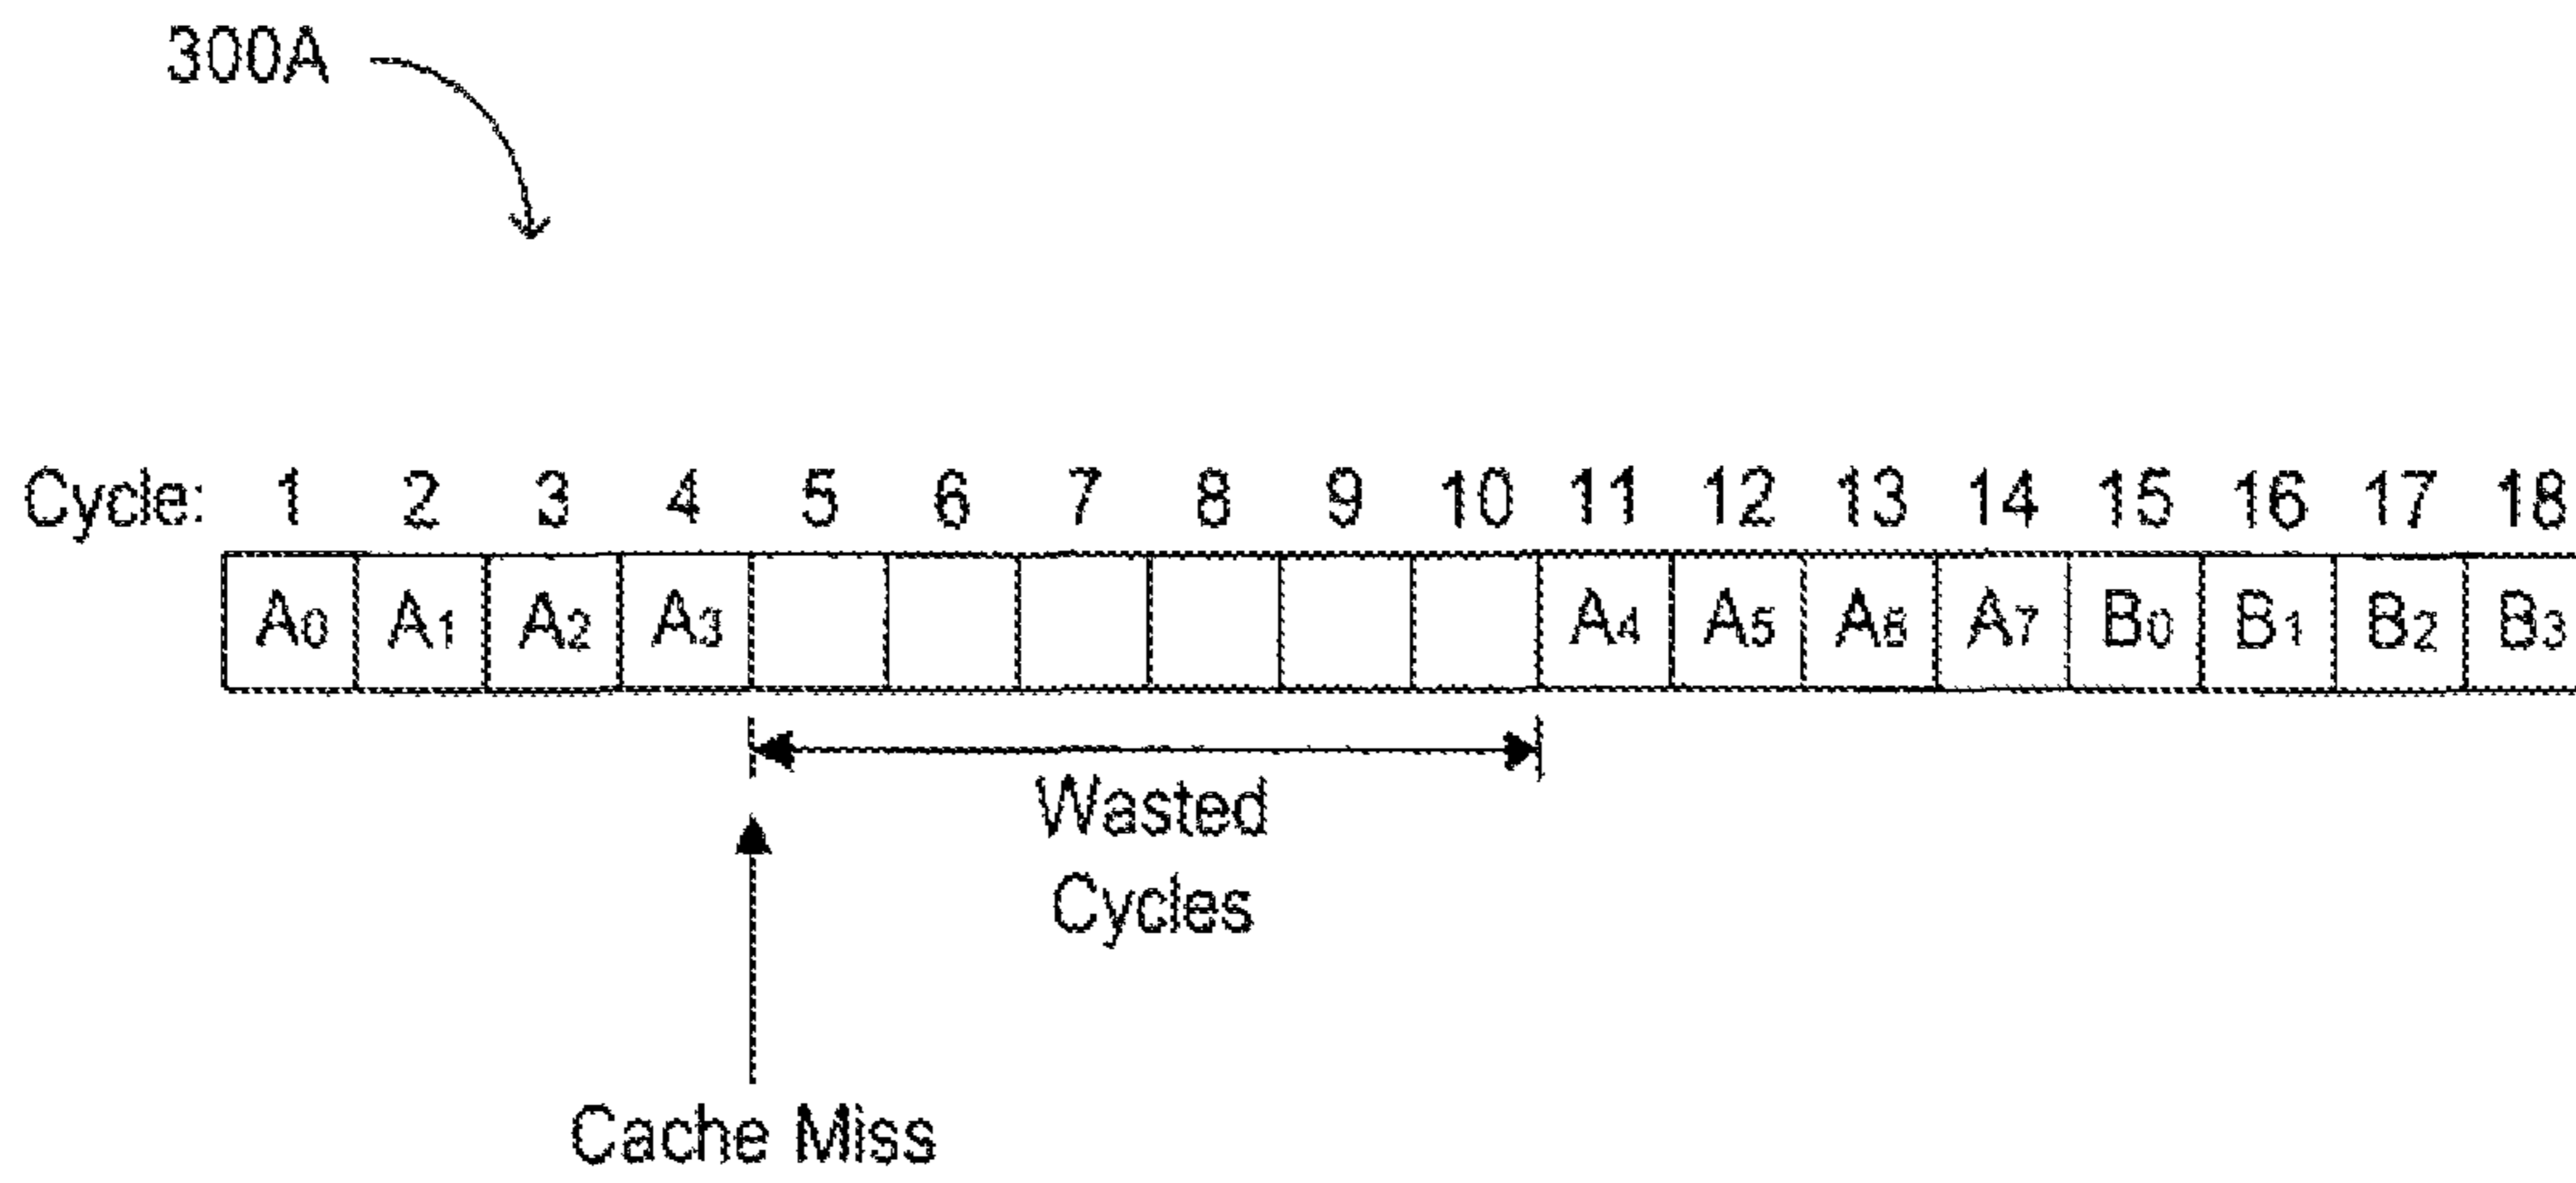 300A
Cycle: 1 2 3 4 5 6 7 8 9 10 11 12 13 14 15 16 17 18
A0 A1 A2 A3 A4 A5 A6 A7 B0 B1 B2 B3
Wasted
Cycles
Cache Miss